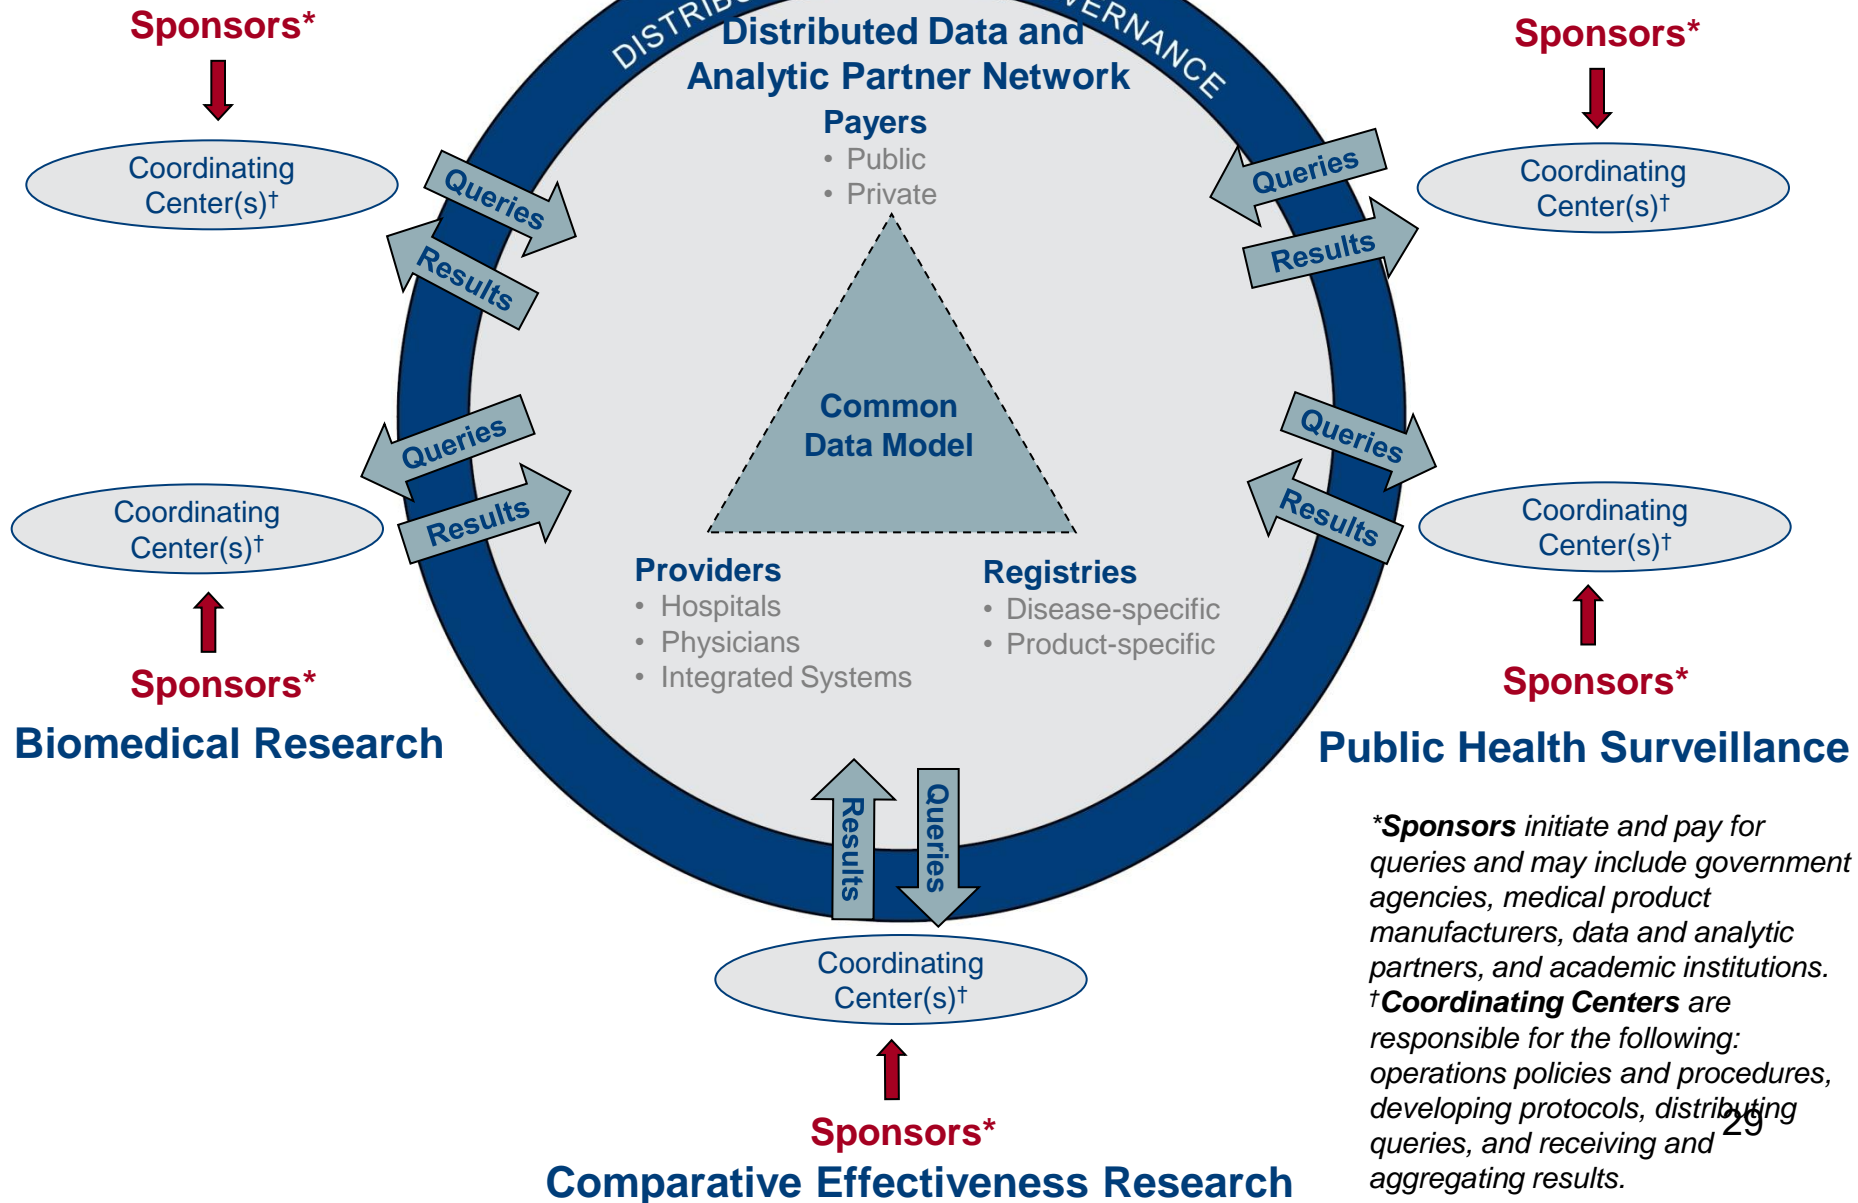 Sponsors*
Coordinating
Center(s)†
Queries
Results
Queries
Results
Coordinating
Center(s)†
Sponsors*
Biomedical Research
Distributed Data and
Analytic Partner Network
Payers
• Public
• Private
Common
Data Model
Providers
• Hospitals
• Physicians
• Integrated Systems
Registries
• Disease-specific
• Product-specific
Results
Queries
Coordinating
Center(s)†
Sponsors*
Comparative Effectiveness Research
Sponsors*
Coordinating
Center(s)†
Queries
Results
Queries
Results
Coordinating
Center(s)†
Sponsors*
Public Health Surveillance
*Sponsors initiate and pay for
queries and may include government
agencies, medical product
manufacturers, data and analytic
partners, and academic institutions.
†Coordinating Centers are
responsible for the following:
operations policies and procedures,
developing protocols, distributing
queries, and receiving and
aggregating results.
29